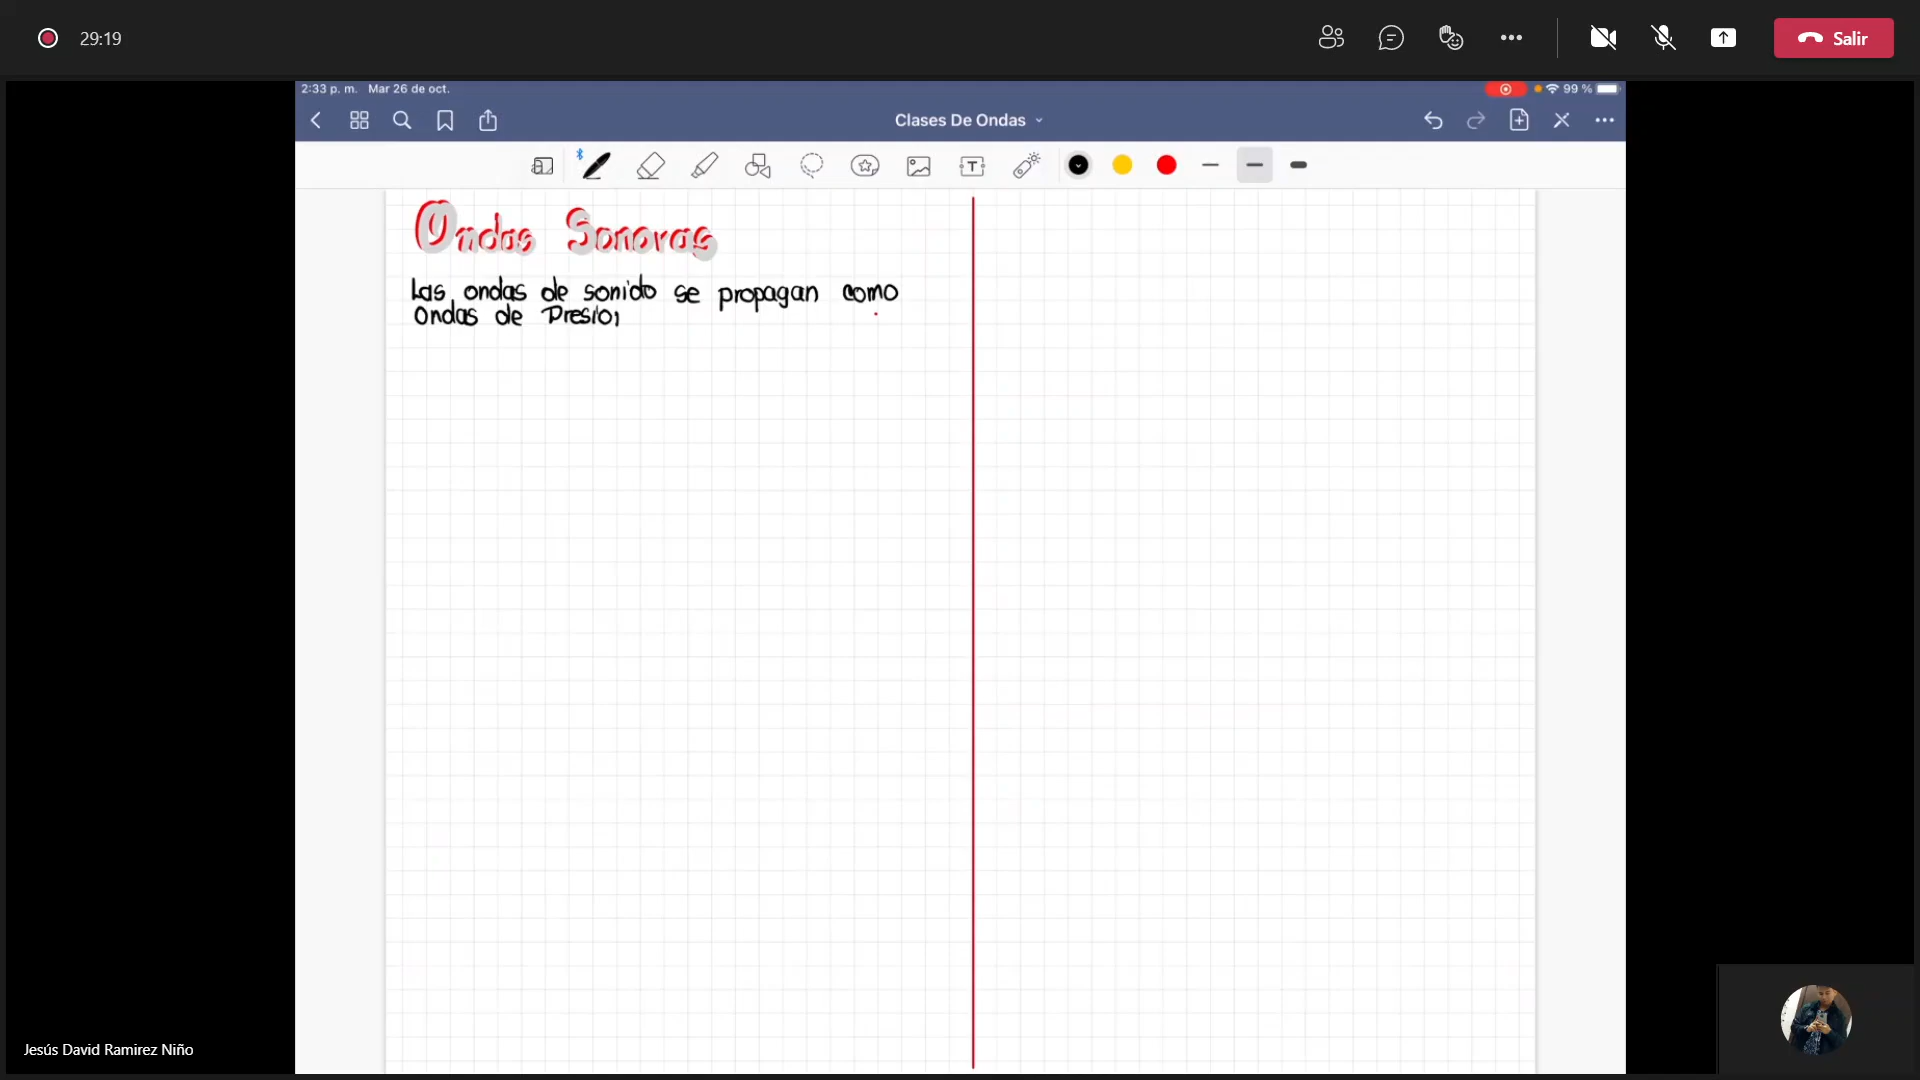 29:19
Salir
2:33 p. m. Mar 26 de oct.
99 %
Clases De Ondas
T
Ondas Sonoras
Las ondas de sonido se propagan como
Ondas de Presió
Jesús David Ramirez Niño